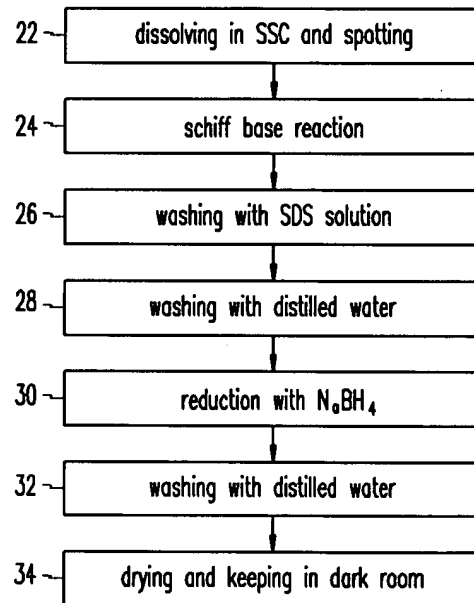 22 dissolving in SSC and spotting
24 schiff base reaction
26 washing with SDS solution
28 washing with distilled water
30 reduction with NaBH4
32 washing with distilled water
34 drying and keeping in dark room